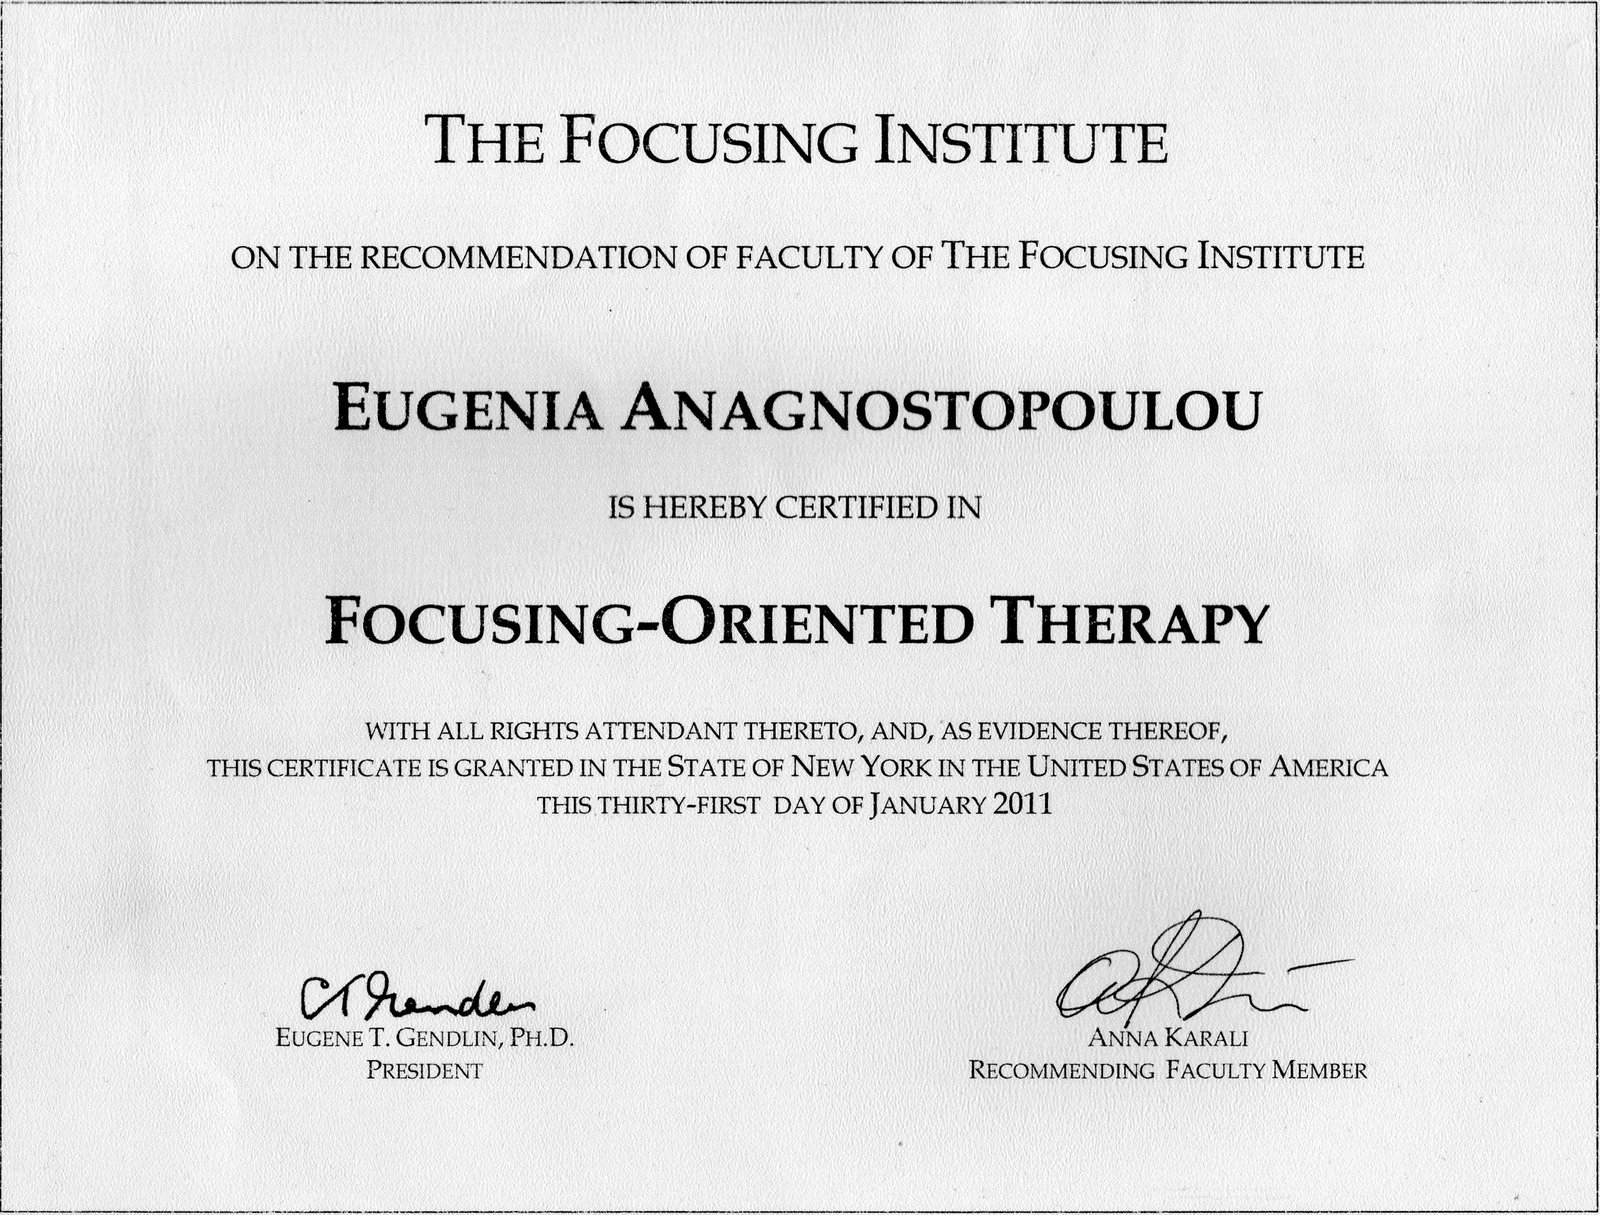 THE FOCUSING INSTITUTE
ON THE RECOMMENDATION OF FACULTY OF THE FOCUSING INSTITUTE
EUGENIA ANAGNOSTOPOULOU
IS HEREBY CERTIFIED IN
FOCUSING-ORIENTED THERAPY
WITH ALL RIGHTS ATTENDANT THERETO, AND, AS EVIDENCE THEREOF,
THIS CERTIFICATE IS GRANTED IN THE STATE OF NEW YORK IN THE UNITED STATES OF AMERICA
THIS THIRTY-FIRST DAY OF JANUARY 2011
EUGENE T. GENDLIN, PH.D.
PRESIDENT
ANNA KARALI
RECOMMENDING FACULTY MEMBER